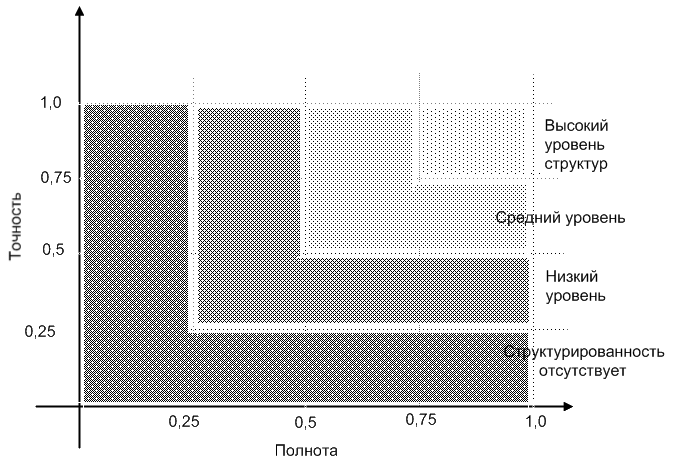 1,0
Высокий
уровень
структур
0,75
Точность
Средний уровень
0,5
Низкий
уровень
0,25
Структурированность
отсутствует
0,25
0,5
0,75
1,0
Полнота